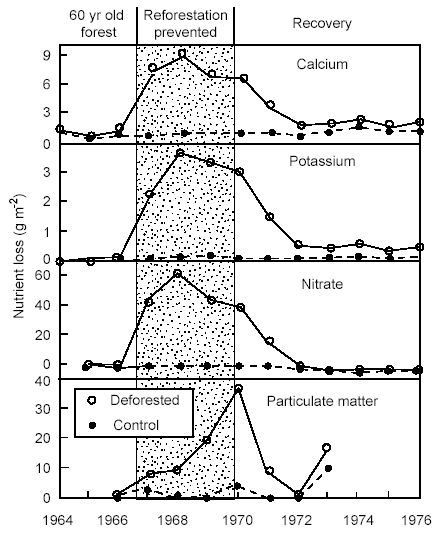 60 yr old
forest
Reforestation
prevented
Recovery
Nutrient loss (g m-2)
9
6
3
0
Calcium
3
2
1
0
Potassium
60
40
20
0
Nitrate
40
30
20
10
0
Particulate matter
Deforested
Control
1964 1966 1968 1970 1972 1974 1976